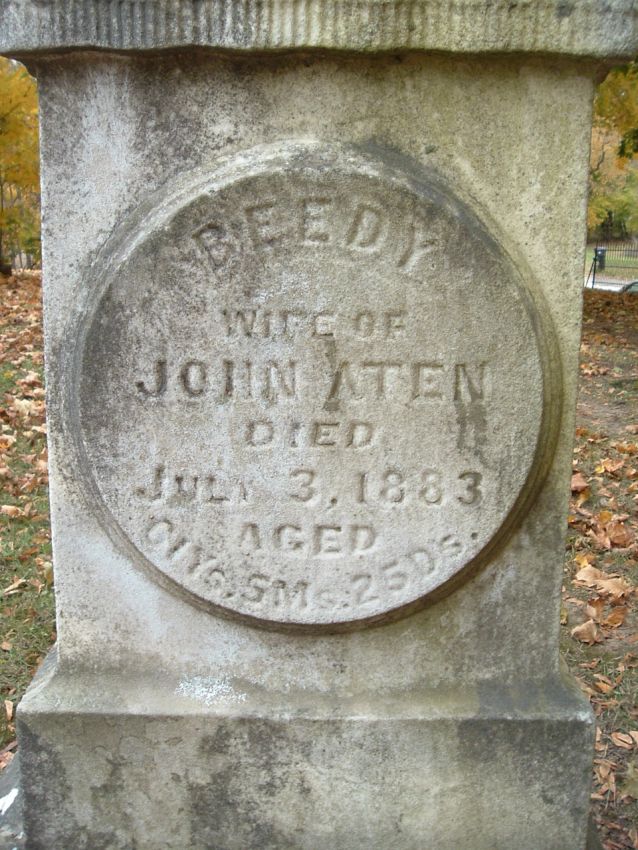 BEEDY
WIFE OF
JOHN ATEN
DIED
JULY 3, 1883
AGED
5Ms. 25Ds.